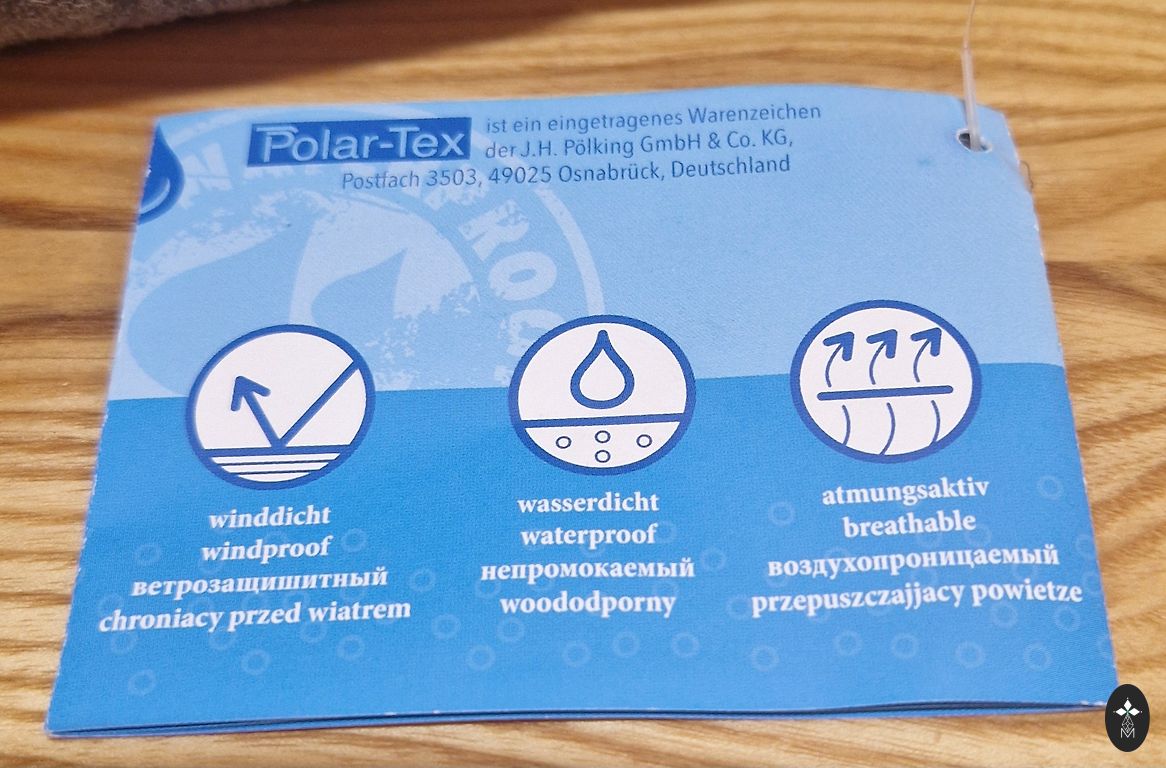 Polar-Tex ist ein eingetragenes Warenzeichen
der J.H. Pölking GmbH & Co. KG,
Postfach 3503, 49025 Osnabrück, Deutschland
winddicht
windproof
ветрозащишитный
chroniacy przed wiatrem
wasserdicht
waterproof
непромокаемый
woododporny
atmungsaktiv
breathable
воздухопроницаемый
przepuszczajjacy powietze